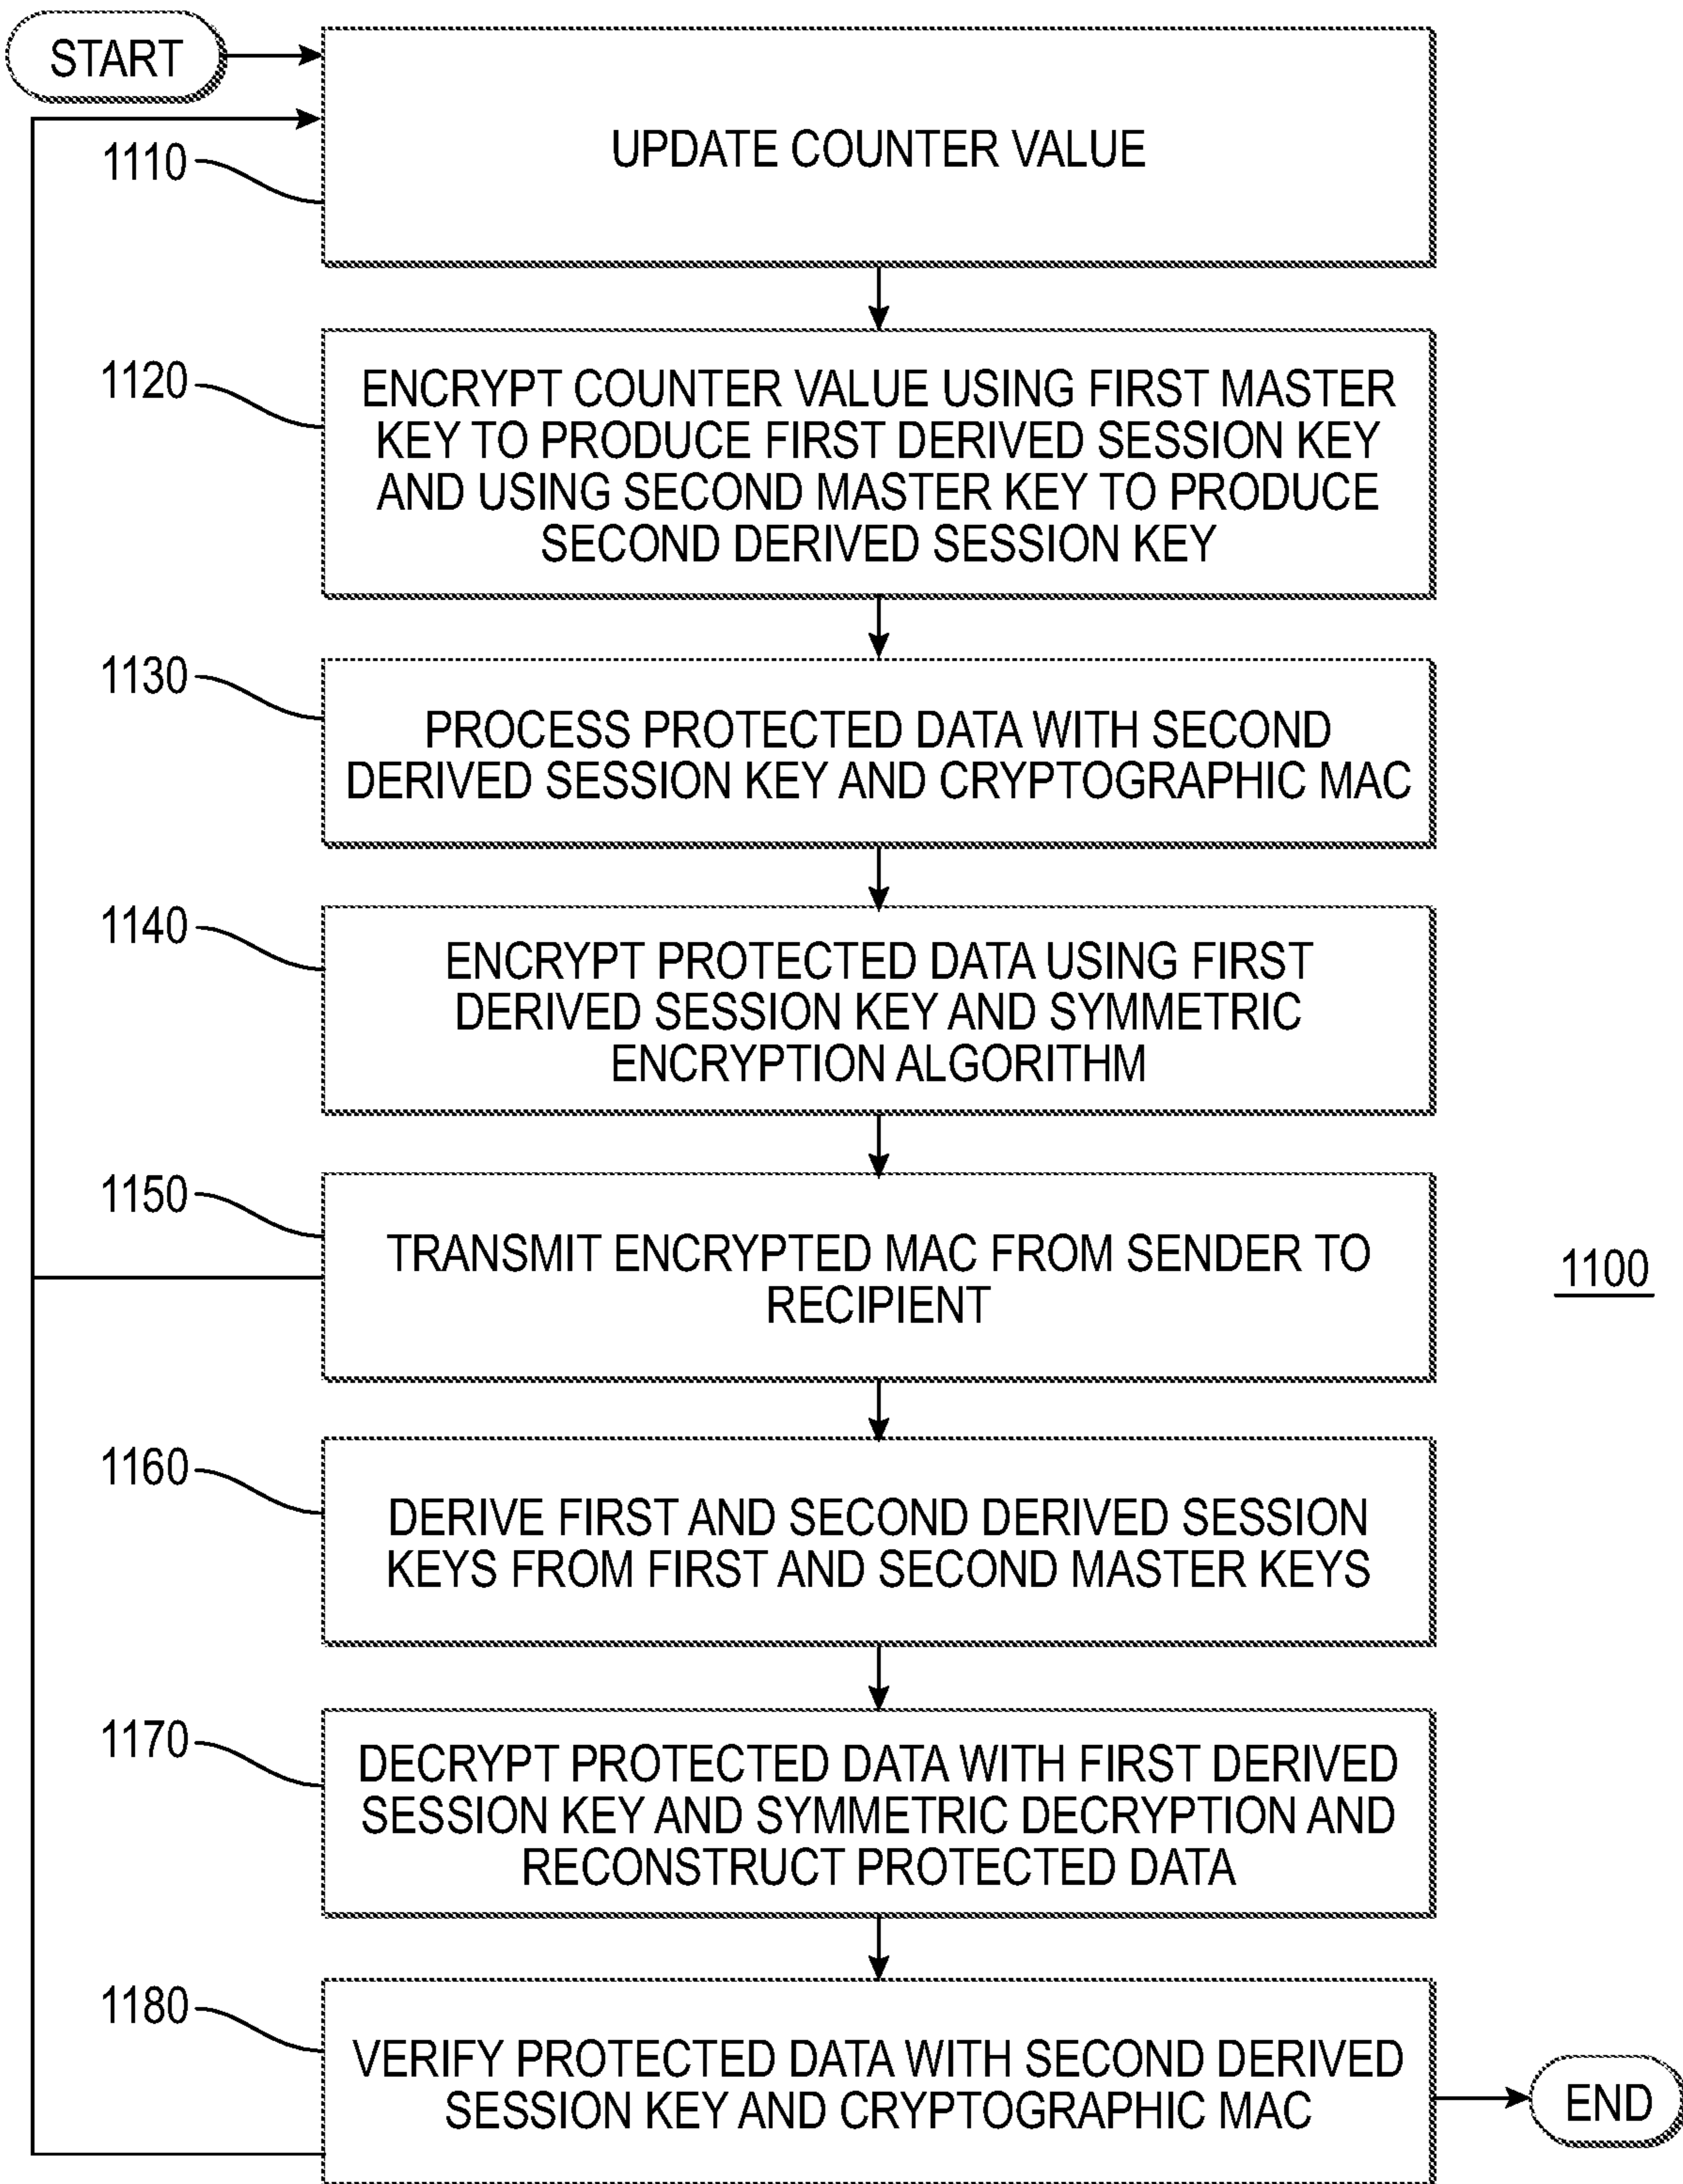 START
UPDATE COUNTER VALUE
1110
1120
ENCRYPT COUNTER VALUE USING FIRST MASTER
KEY TO PRODUCE FIRST DERIVED SESSION KEY
AND USING SECOND MASTER KEY TO PRODUCE
SECOND DERIVED SESSION KEY
1130
PROCESS PROTECTED DATA WITH SECOND
DERIVED SESSION KEY AND CRYPTOGRAPHIC MAC
1140
ENCRYPT PROTECTED DATA USING FIRST
DERIVED SESSION KEY AND SYMMETRIC
ENCRYPTION ALGORITHM
1150
TRANSMIT ENCRYPTED MAC FROM SENDER TO
RECIPIENT
1100
1160
DERIVE FIRST AND SECOND DERIVED SESSION
KEYS FROM FIRST AND SECOND MASTER KEYS
1170
DECRYPT PROTECTED DATA WITH FIRST DERIVED
SESSION KEY AND SYMMETRIC DECRYPTION AND
RECONSTRUCT PROTECTED DATA
1180
VERIFY PROTECTED DATA WITH SECOND DERIVED
SESSION KEY AND CRYPTOGRAPHIC MAC
END